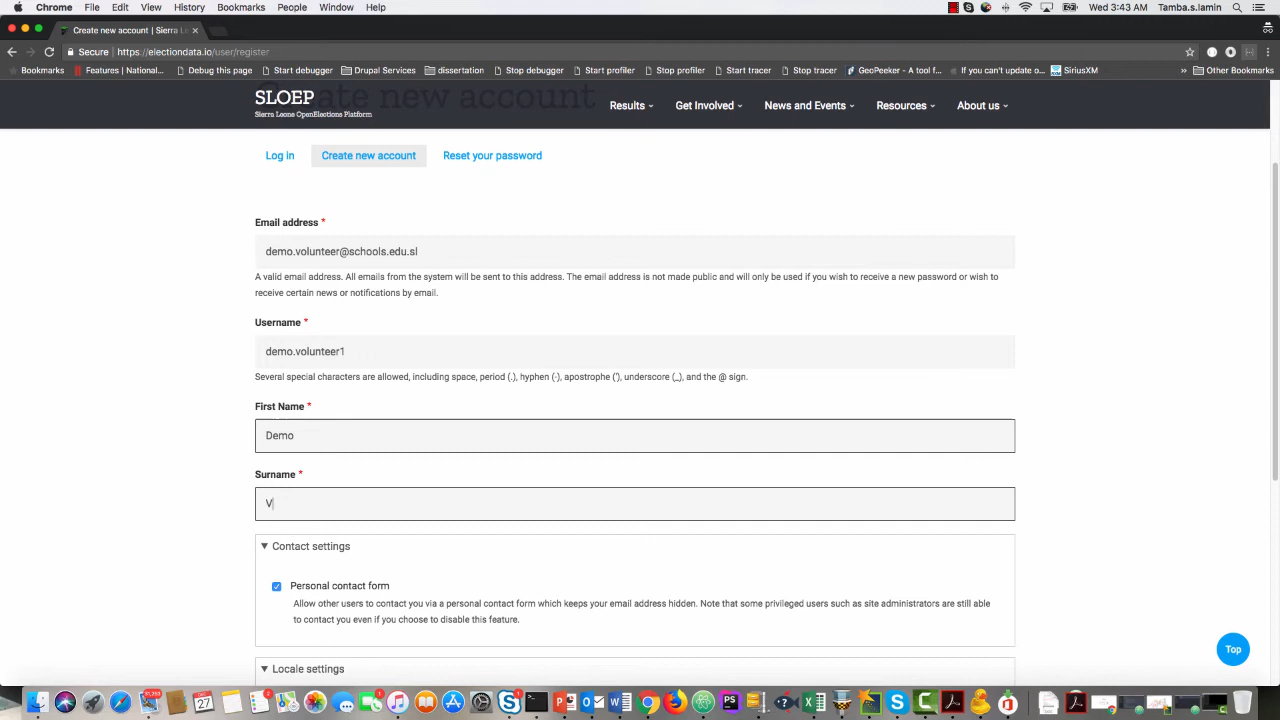 Chrome File Edit View History Bookmarks People Window Help Wed 3:43 AM Tamba.s.lamin
Create new account | Sierra L
Secure https://electiondata.io/user/register
Bookmarks Features | National... Debug this page Start debugger Drupal Services dissertation Stop debugger Start profiler Stop profiler Start tracer Stop tracer GeoPeeker - A tool f... If you can't update o... SiriusXM » Other Bookmarks
Create new account
SLOEP
Sierra Leone OpenElections Platform
Results Get Involved News and Events Resources About us
Log in Create new account Reset your password
Email address *
demo.volunteer@schools.edu.sl
A valid email address. All emails from the system will be sent to this address. The email address is not made public and will only be used if you wish to receive a new password or wish to
receive certain news or notifications by email.
Username *
demo.volunteer1
Several special characters are allowed, including space, period (.), hyphen (-), apostrophe ('), underscore (_), and the @ sign.
First Name *
Demo
Surname *
V
Contact settings
Personal contact form
Allow other users to contact you via a personal contact form which keeps your email address hidden. Note that some privileged users such as site administrators are still able
to contact you even if you choose to disable this feature.
Top
Locale settings
DEC
27